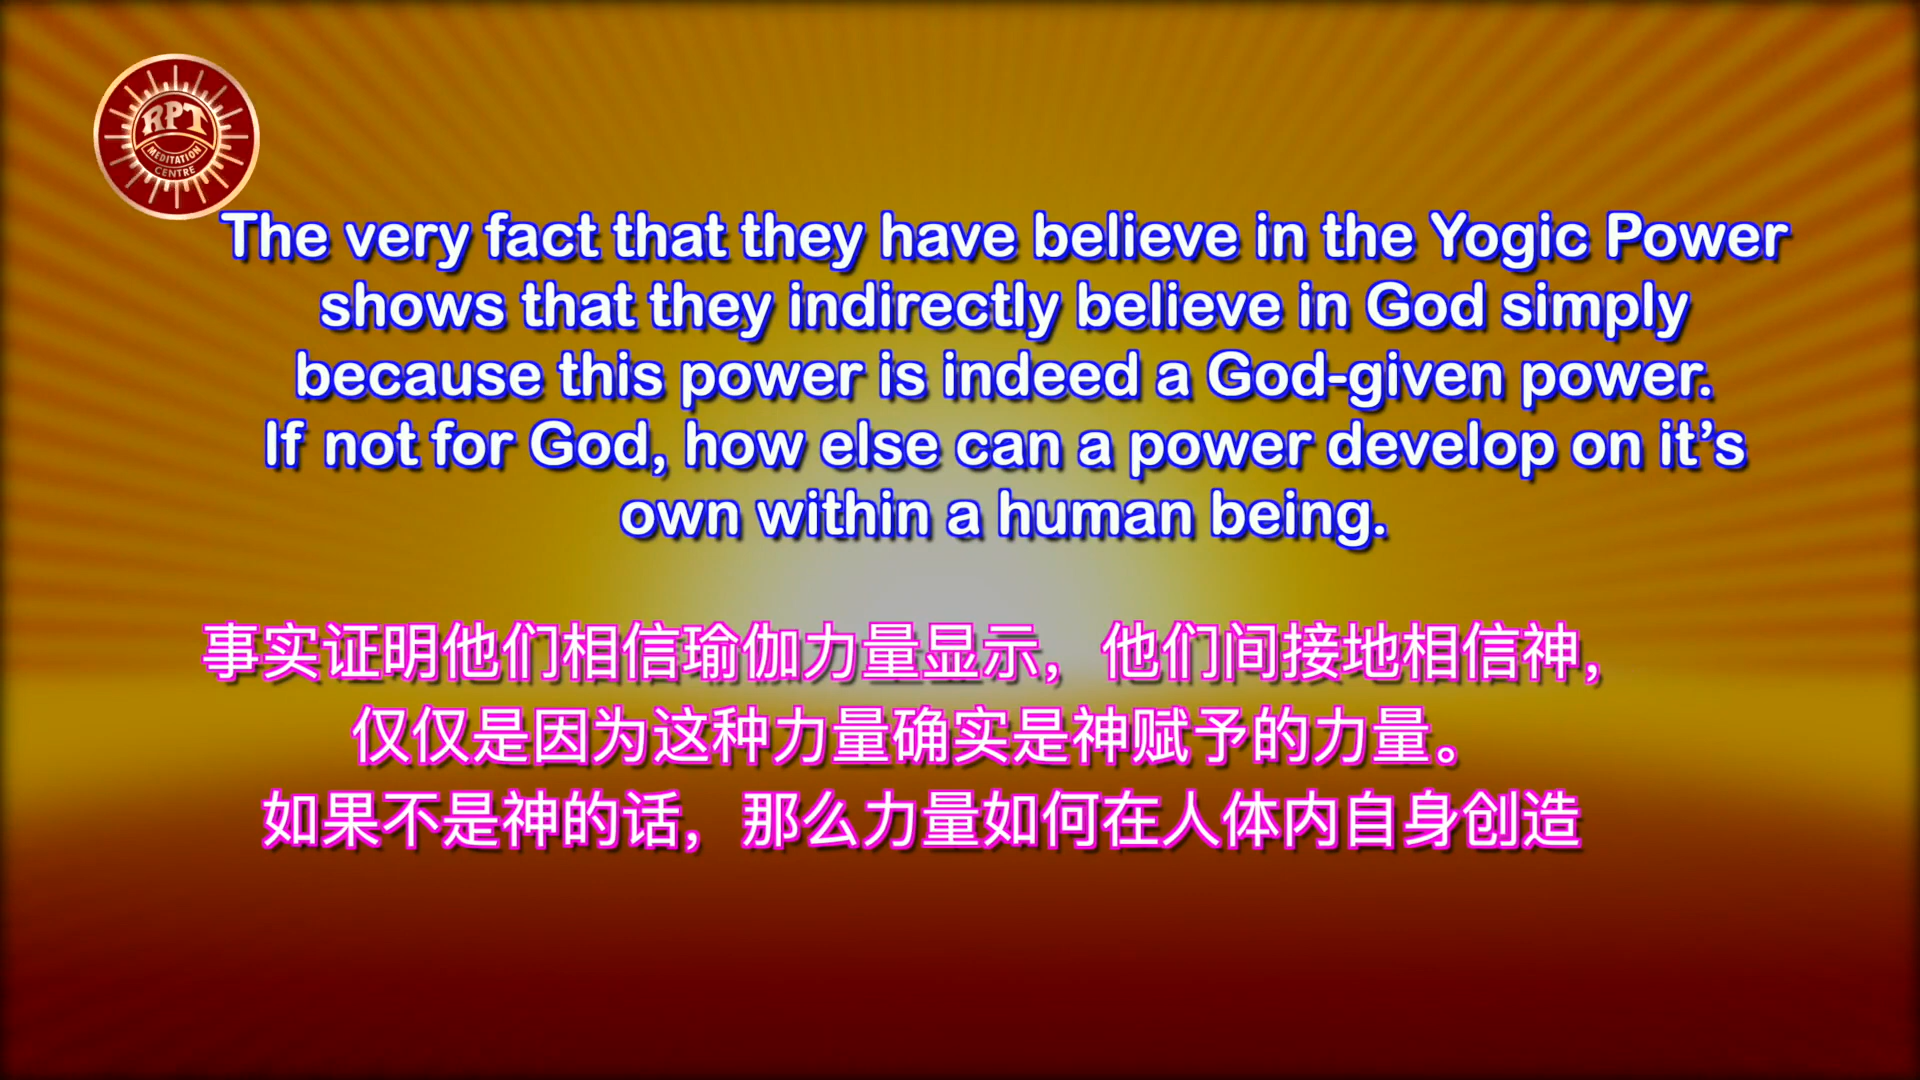 RPT
MEDITATION
CENTRE
The very fact that they have believe in the Yogic Power
shows that they indirectly believe in God simply
because this power is indeed a God-given power.
If not for God, how else can a power develop on it’s
own within a human being.
事实证明他们相信瑜伽力量显示，他们间接地相信神，
仅仅是因为这种力量确实是神赋予的力量。
如果不是神的话，那么力量如何在人体内自身创造